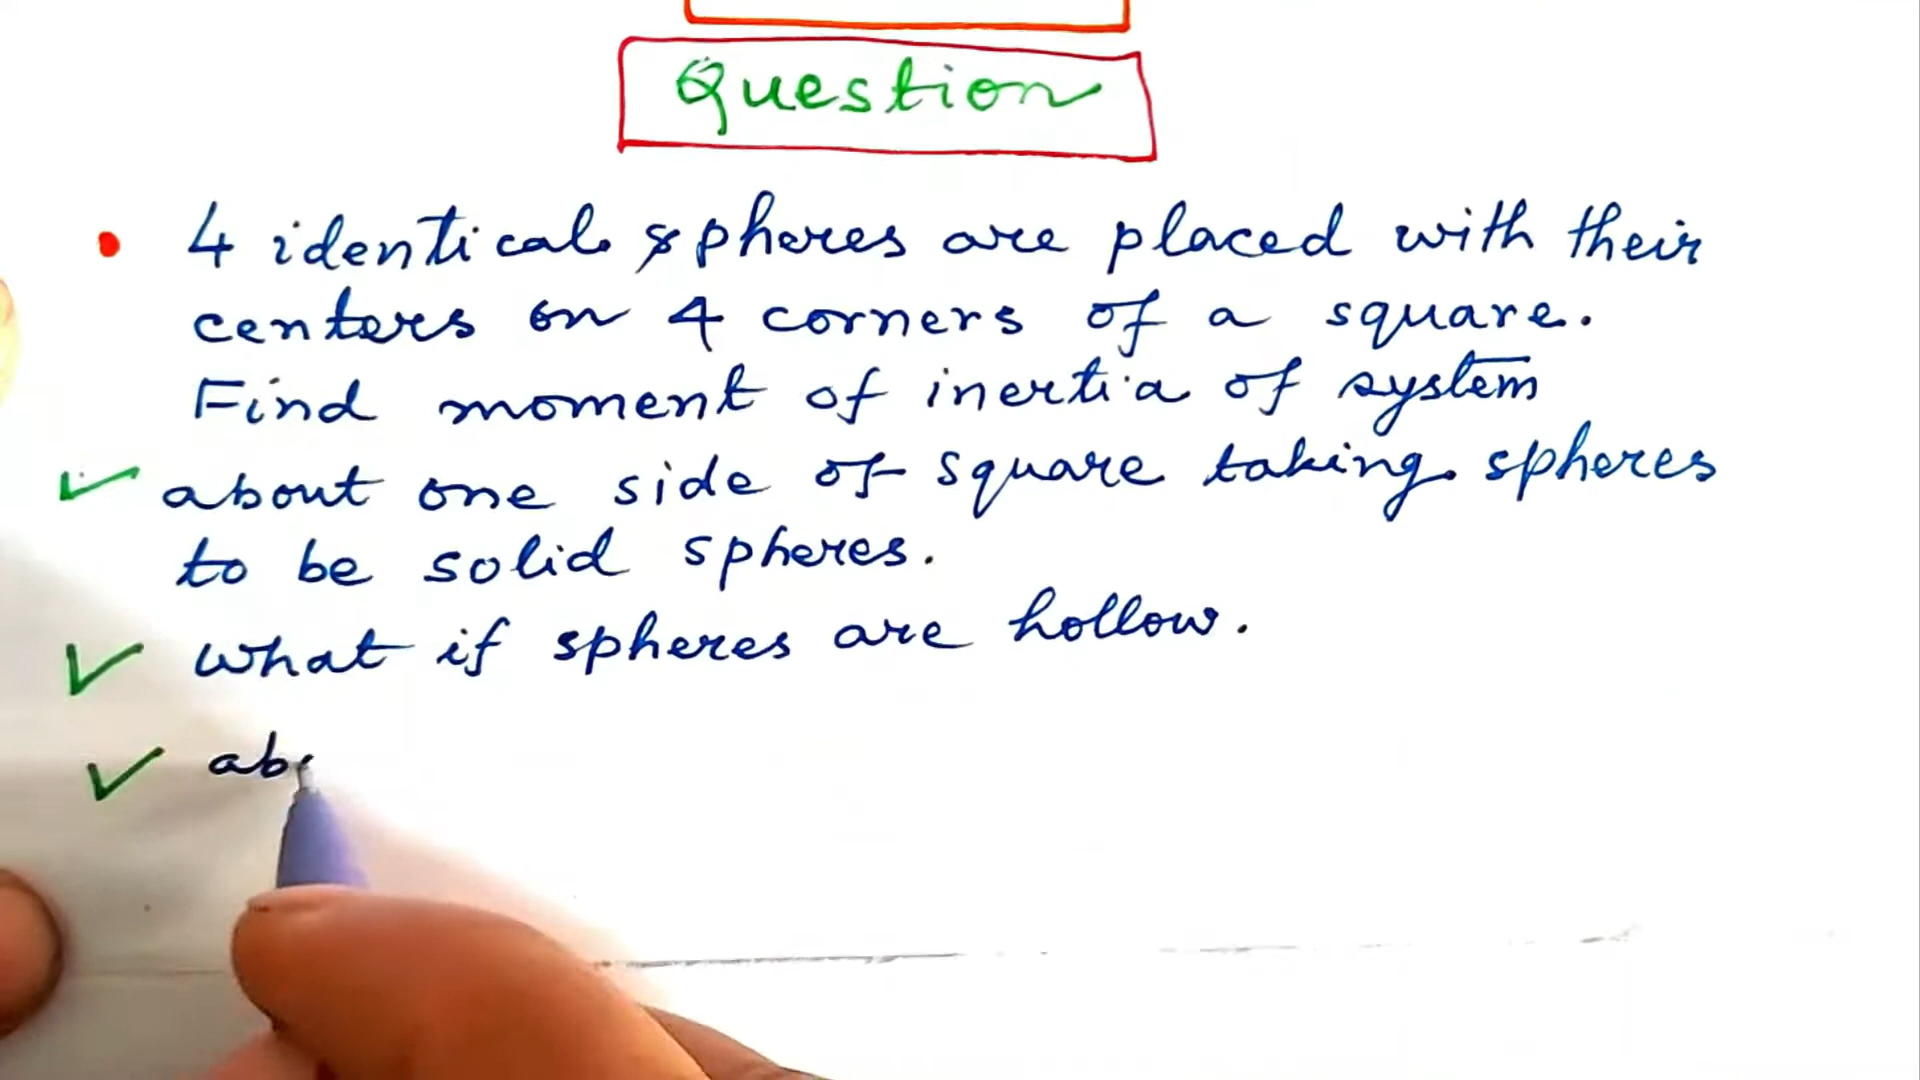 Question
• 4 identical spheres are placed with their
centers on 4 corners of a square.
Find moment of inertia of system
✓ about one side of square taking spheres
to be solid spheres.
✓ what if spheres are hollow.
✓ abo